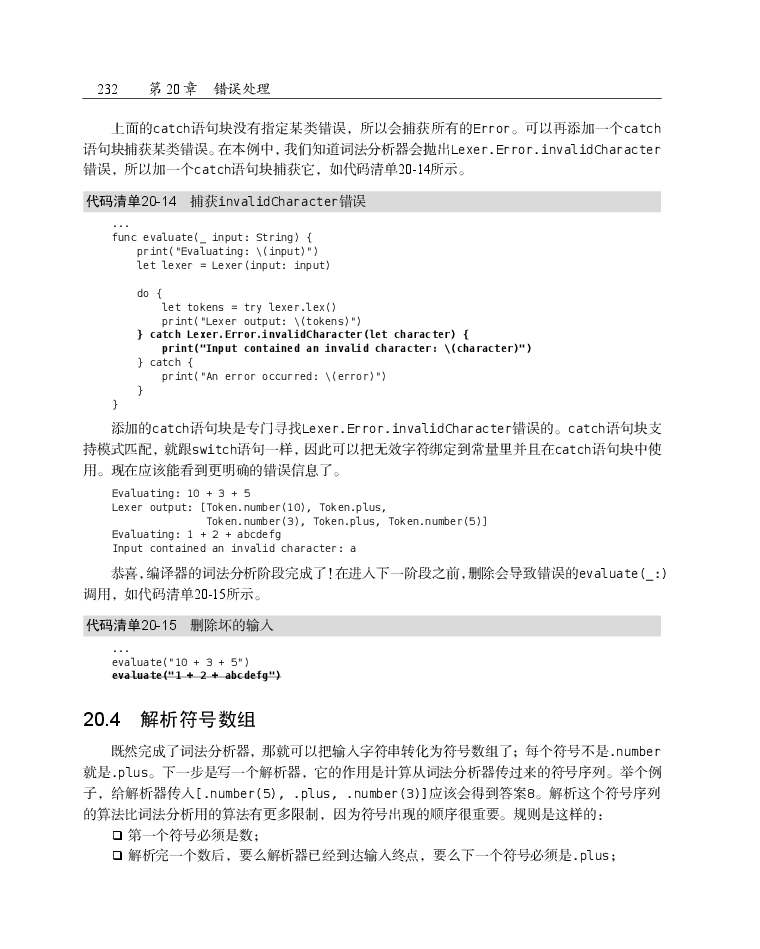 232 第 20 章 错误处理
上面的catch语句块没有指定某类错误，所以会捕获所有的Error。可以再添加一个catch
语句块捕获某类错误。在本例中，我们知道词法分析器会抛出Lexer.Error.invalidCharacter
错误，所以加一个catch语句块捕获它，如代码清单20-14所示。
代码清单20-14 捕获invalidCharacter错误
...
func evaluate(_ input: String) {
    print("Evaluating: \(input)")
    let lexer = Lexer(input: input)
    do {
        let tokens = try lexer.lex()
        print("Lexer output: \(tokens)")
    } catch Lexer.Error.invalidCharacter(let character) {
        print("Input contained an invalid character: \(character)")
    } catch {
        print("An error occurred: \(error)")
    }
}
添加的catch语句块是专门寻找Lexer.Error.invalidCharacter错误的。catch语句块支
持模式匹配，就跟switch语句一样，因此可以把无效字符绑定到常量里并且在catch语句块中使
用。现在应该能看到更明确的错误信息了。
Evaluating: 10 + 3 + 5
Lexer output: [Token.number(10), Token.plus,
               Token.number(3), Token.plus, Token.number(5)]
Evaluating: 1 + 2 + abcdefg
Input contained an invalid character: a
恭喜，编译器的词法分析阶段完成了！在进入下一阶段之前，删除会导致错误的evaluate(_:)
调用，如代码清单20-15所示。
代码清单20-15 删除坏的输入
...
evaluate("10 + 3 + 5")
evaluate("1 + 2 + abcdefg")
20.4 解析符号数组
既然完成了词法分析器，那就可以把输入字符串转化为符号数组了；每个符号不是.number
就是.plus。下一步是写一个解析器，它的作用是计算从词法分析器传过来的符号序列。举个例
子，给解析器传入[.number(5), .plus, .number(3)]应该会得到答案8。解析这个符号序列
的算法比词法分析用的算法有更多限制，因为符号出现的顺序很重要。规则是这样的：
❑ 第一个符号必须是数；
❑ 解析完一个数后，要么解析器已经到达输入终点，要么下一个符号必须是.plus；